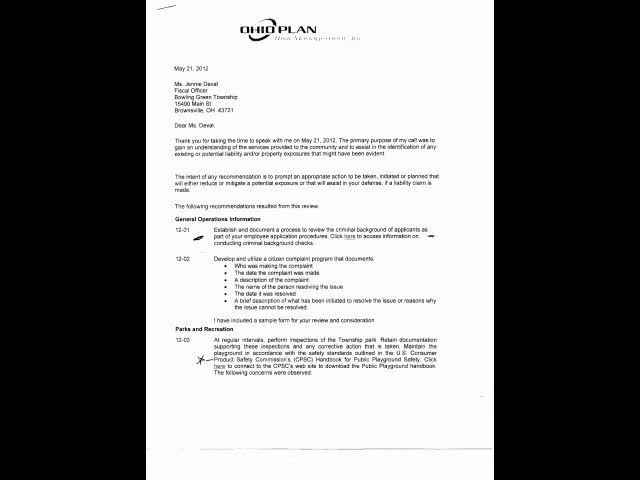 OHIO PLAN
Risk Management, Inc.
May 21, 2012
Ms. Jennie Deval
Fiscal Officer
Bowling Green Township
15490 Main St
Brownsville, OH 43721
Dear Ms. Deval,
Thank you for taking the time to speak with me on May 21, 2012. The primary purpose of my call was to
gain an understanding of the services provided to the community and to assist in the identification of any
existing or potential liability and/or property exposures that might have been evident
The intent of any recommendation is to prompt an appropriate action to be taken, initiated or planned that
will either reduce or mitigate a potential exposure or that will assist in your defense, if a liability claim is
made.
The following recommendations resulted from this review.
General Operations Information
12-01 Establish and document a process to review the criminal background of applicants as
part of your employee application procedures. Click here to access information on
conducting criminal background checks.
12-02 Develop and utilize a citizen complaint program that documents:
• Who was making the complaint
• The date the complaint was made
• A description of the complaint
• The name of the person resolving the issue
• The date it was resolved
• A brief description of what has been initiated to resolve the issue or reasons why
the issue cannot be resolved.
I have included a sample form for your review and consideration
Parks and Recreation
12-03 At regular intervals, perform inspections of the Township park. Retain documentation
supporting these inspections and any corrective action that is taken. Maintain the
playground in accordance with the safety standards outlined in the U.S. Consumer
Product Safety Commission's (CPSC) Handbook for Public Playground Safety. Click
here to connect to the CPSC's web site to download the Public Playground handbook.
The following concerns were observed: